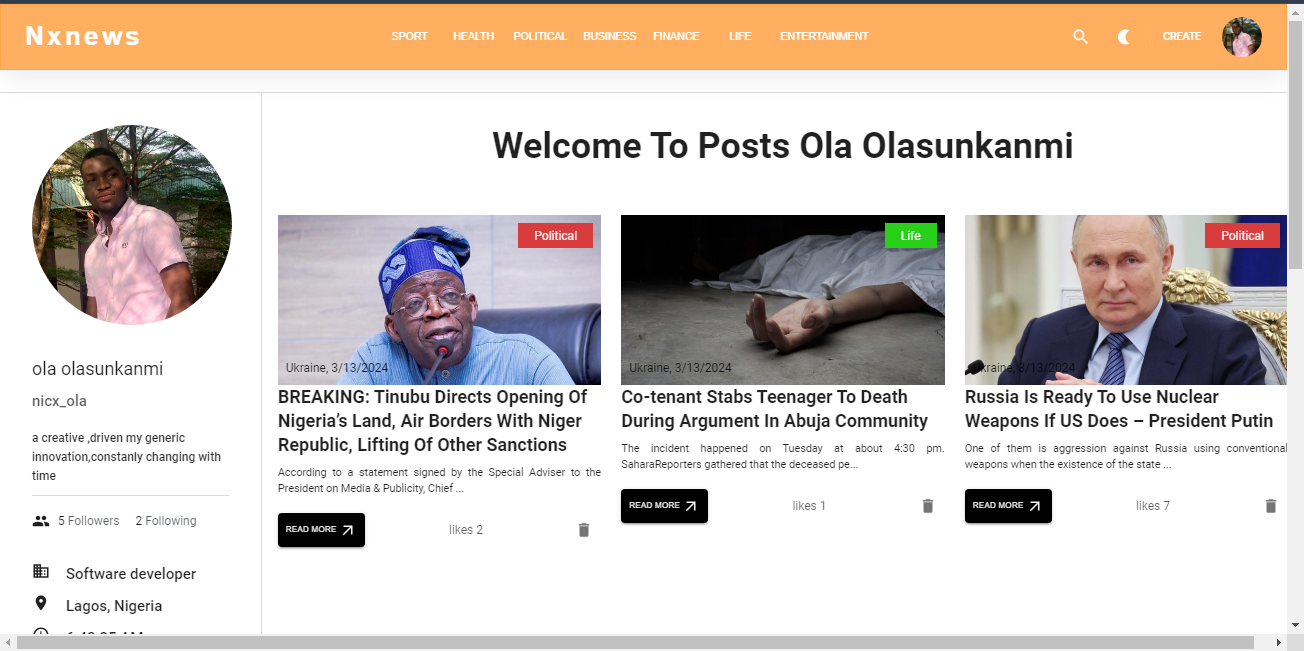 Nxnews
SPORT HEALTH POLITICAL BUSINESS FINANCE LIFE ENTERTAINMENT CREATE
ola olasunkanmi
nicx_ola
a creative ,driven my generic
innovation,constanly changing with
time
5 Followers 2 Following
Software developer
Lagos, Nigeria
Welcome To Posts Ola Olasunkanmi
Political
Ukraine, 3/13/2024
BREAKING: Tinubu Directs Opening Of
Nigeria’s Land, Air Borders With Niger
Republic, Lifting Of Other Sanctions
According to a statement signed by the Special Adviser to the
President on Media & Publicity, Chief ...
READ MORE likes 2
Life
Ukraine, 3/13/2024
Co-tenant Stabs Teenager To Death
During Argument In Abuja Community
The incident happened on Tuesday at about 4:30 pm.
SaharaReporters gathered that the deceased pe...
READ MORE likes 1
Political
Ukraine, 3/13/2024
Russia Is Ready To Use Nuclear
Weapons If US Does – President Putin
One of them is aggression against Russia using conventional
weapons when the existence of the state ...
READ MORE likes 7